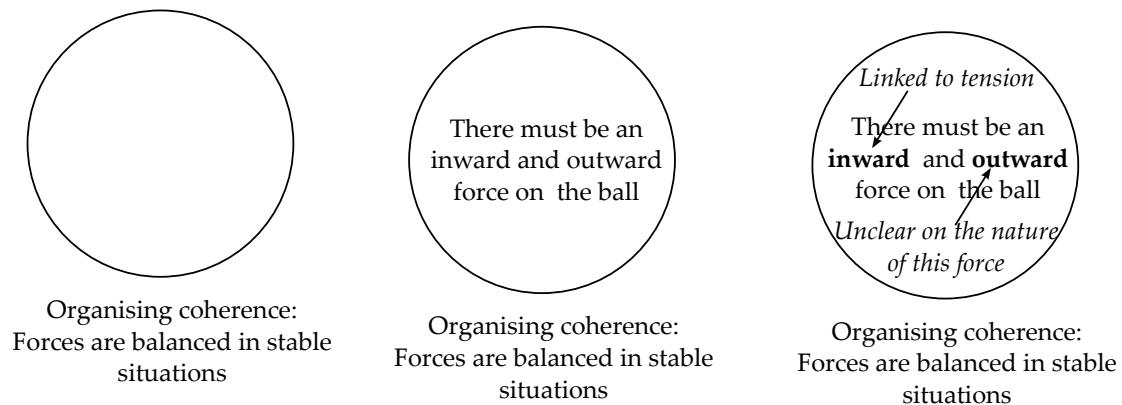 Organising coherence:
Forces are balanced in stable
situations
There must be an
inward and outward
force on the ball
Organising coherence:
Forces are balanced in stable
situations
Linked to tension
There must be an
inward and outward
force on the ball
Unclear on the nature
of this force
Organising coherence:
Forces are balanced in stable
situations